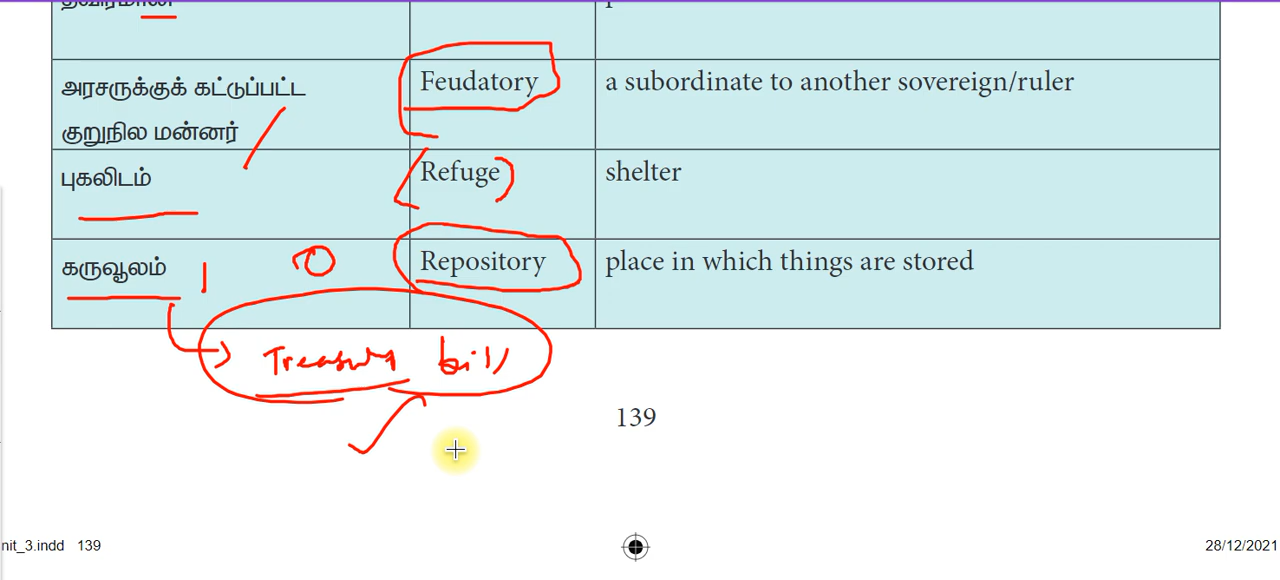 அரசருக்குக் கட்டுப்பட்ட குறுநில மன்னர் Feudatory a subordinate to another sovereign/ruler
புகலிடம் Refuge shelter
கருவூலம் Repository place in which things are stored
Treasury bill
139
nit_3.indd 139 28/12/2021